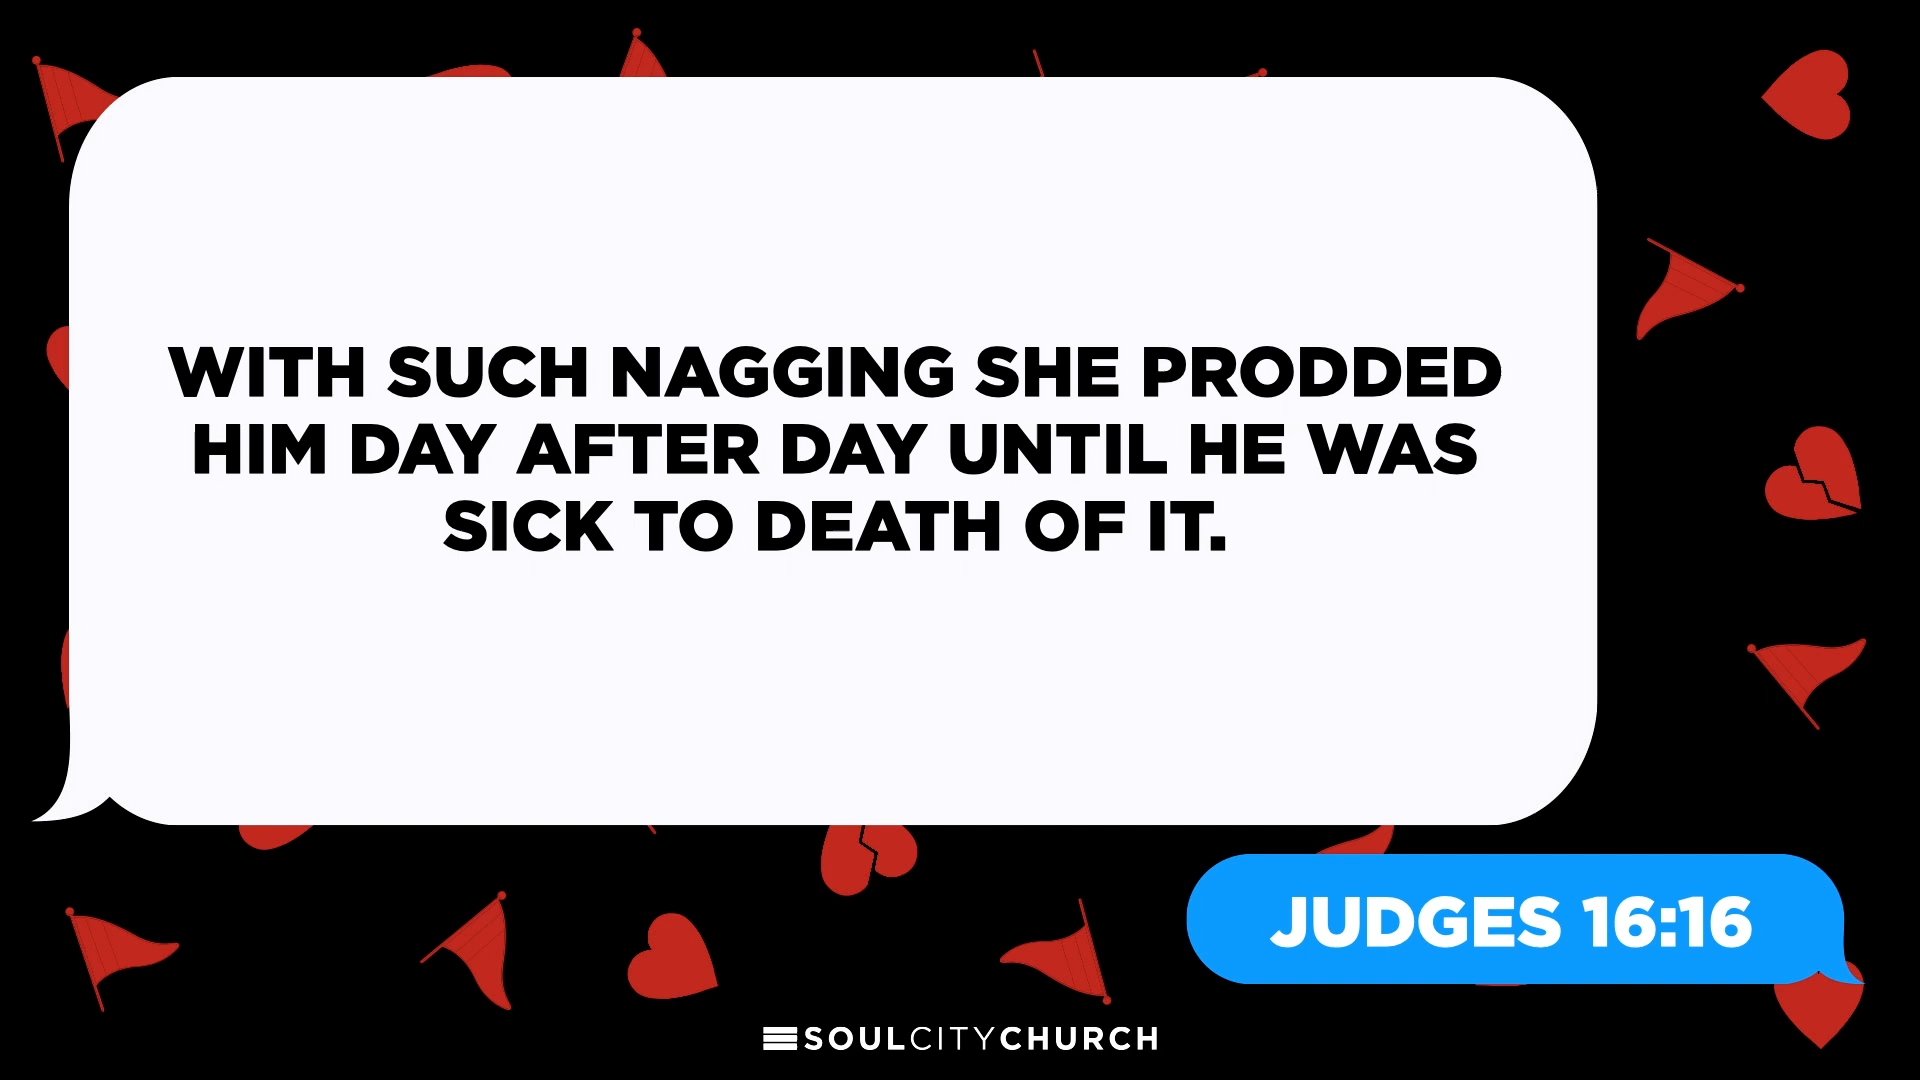 WITH SUCH NAGGING SHE PRODDED
HIM DAY AFTER DAY UNTIL HE WAS
SICK TO DEATH OF IT.
JUDGES 16:16
SOULCITYCHURCH